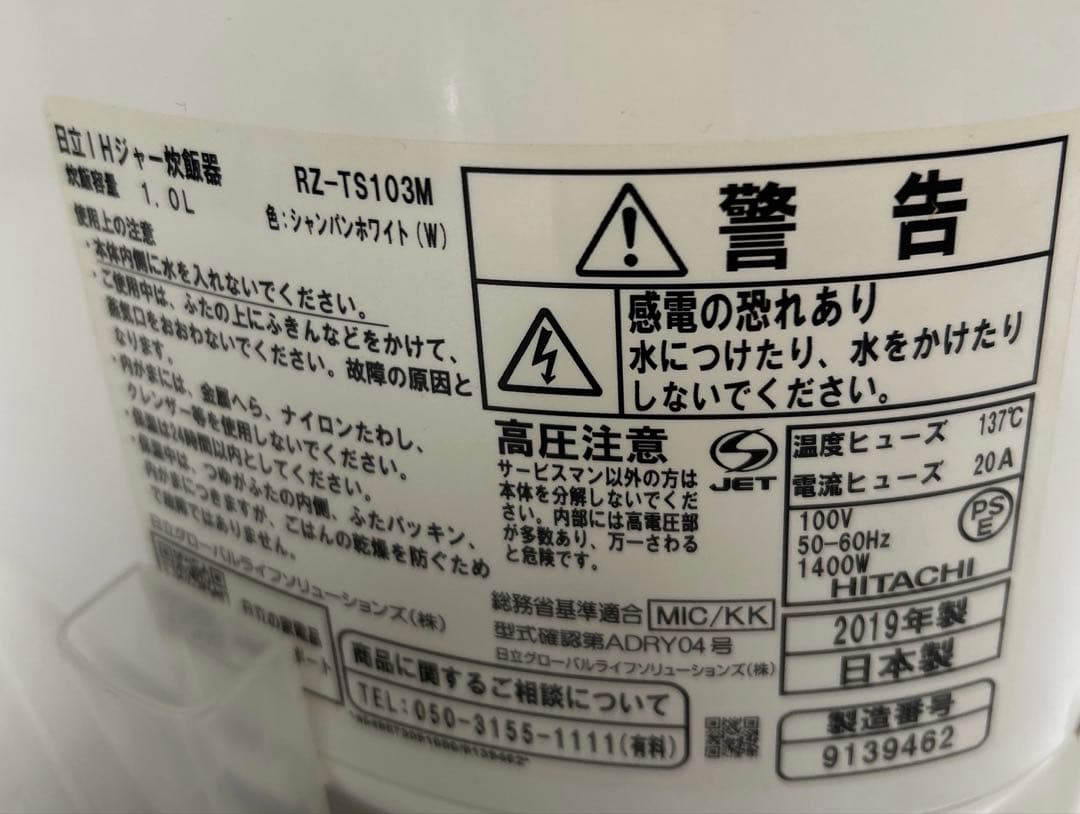 日立IHジャー炊飯器 RZ-TS103M
炊飯容量 1.0L 色:シャンパンホワイト(W)
使用上の注意
・本体内側に水を入れないでください。
・ご使用中は、ふたの上にふきんなどをかけて、
蒸気口をおおわないでください。故障の原因と
なります。
・内がまには、金属へら、ナイロンたわし、
クレンザー等を使用しないでください。
・保温は24時間以内としてください。
・保温中は、つゆがふたの内側、ふたパッキン、
内がまにつきますが、ごはんの乾燥を防ぐため
で故障ではありません。
日立グローバルライフソリューションズ(株)
警告
感電の恐れあり
水につけたり、水をかけたり
しないでください。
高圧注意
サービスマン以外の方は
本体を分解しないでくだ
さい。内部には高電圧部
が多数あり、万一さわる
と危険です。
JET
温度ヒューズ 137℃
電流ヒューズ 20A
100V
50-60Hz
1400W
PSE
HITACHI
総務省基準適合 MIC/KK
型式確認第ADRY04号
日立グローバルライフソリューションズ(株)
2019年製
日本製
の家電品
ポート
商品に関するご相談について
TEL:050-3155-1111(有料)
製造番号
9139462